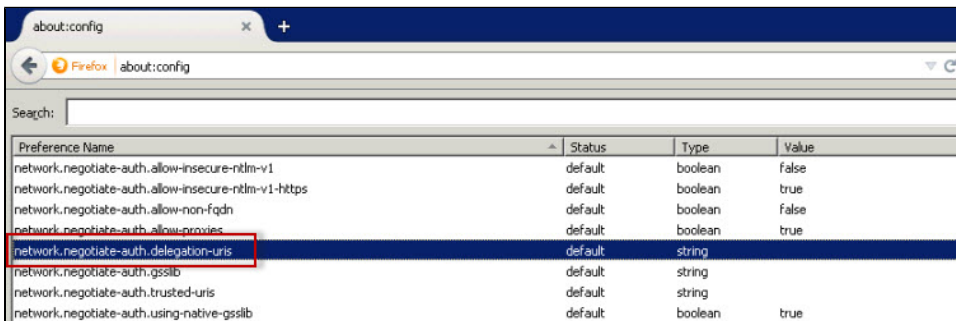 about:config
Firefox about:config
Search:
Preference Name Status Type Value
network.negotiate-auth.allow-insecure-ntlm-v1 default boolean false
network.negotiate-auth.allow-insecure-ntlm-v1-https default boolean true
network.negotiate-auth.allow-non-fqdn default boolean false
network.negotiate-auth.allow-proxies default boolean true
network.negotiate-auth.delegation-uris default string
network.negotiate-auth.gsslib default string
network.negotiate-auth.trusted-uris default string
network.negotiate-auth.using-native-gsslib default boolean true